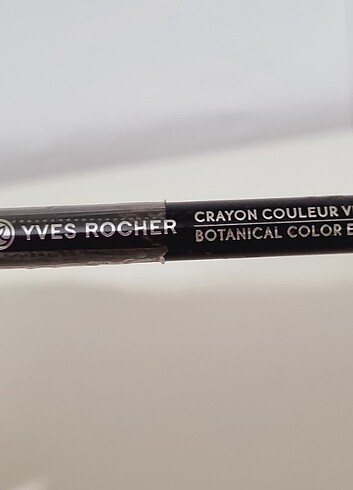 YVES ROCHER
CRAYON COULEUR V
BOTANICAL COLOR E